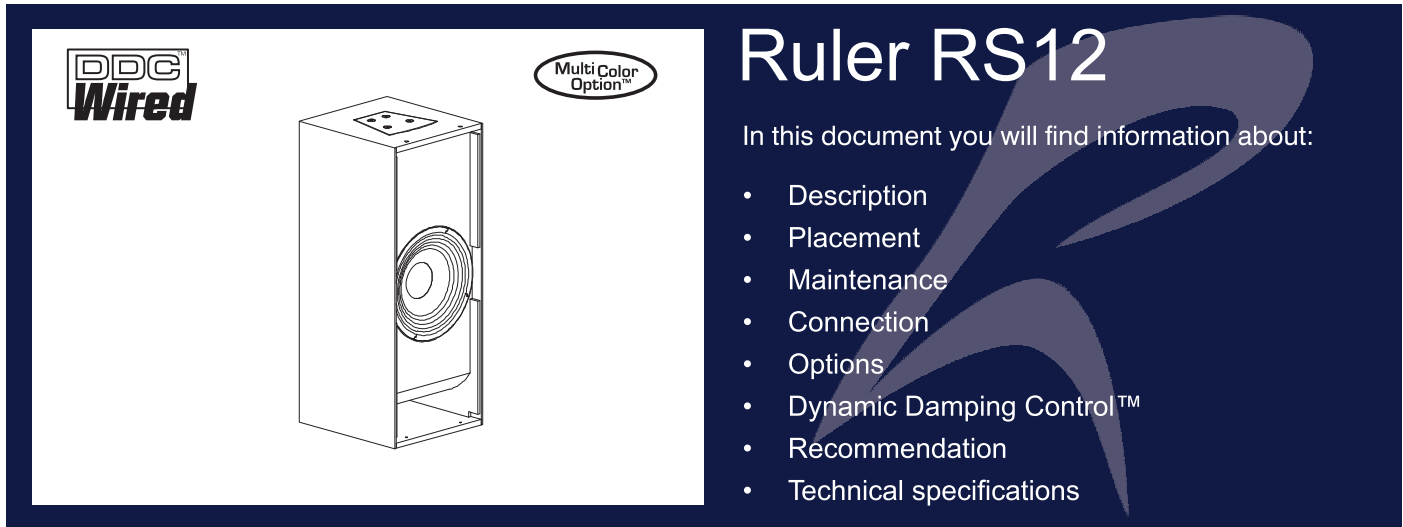 DDC™
Wired
Multi Color
Option™
Ruler RS12
In this document you will find information about:
• Description
• Placement
• Maintenance
• Connection
• Options
• Dynamic Damping Control™
• Recommendation
• Technical specifications